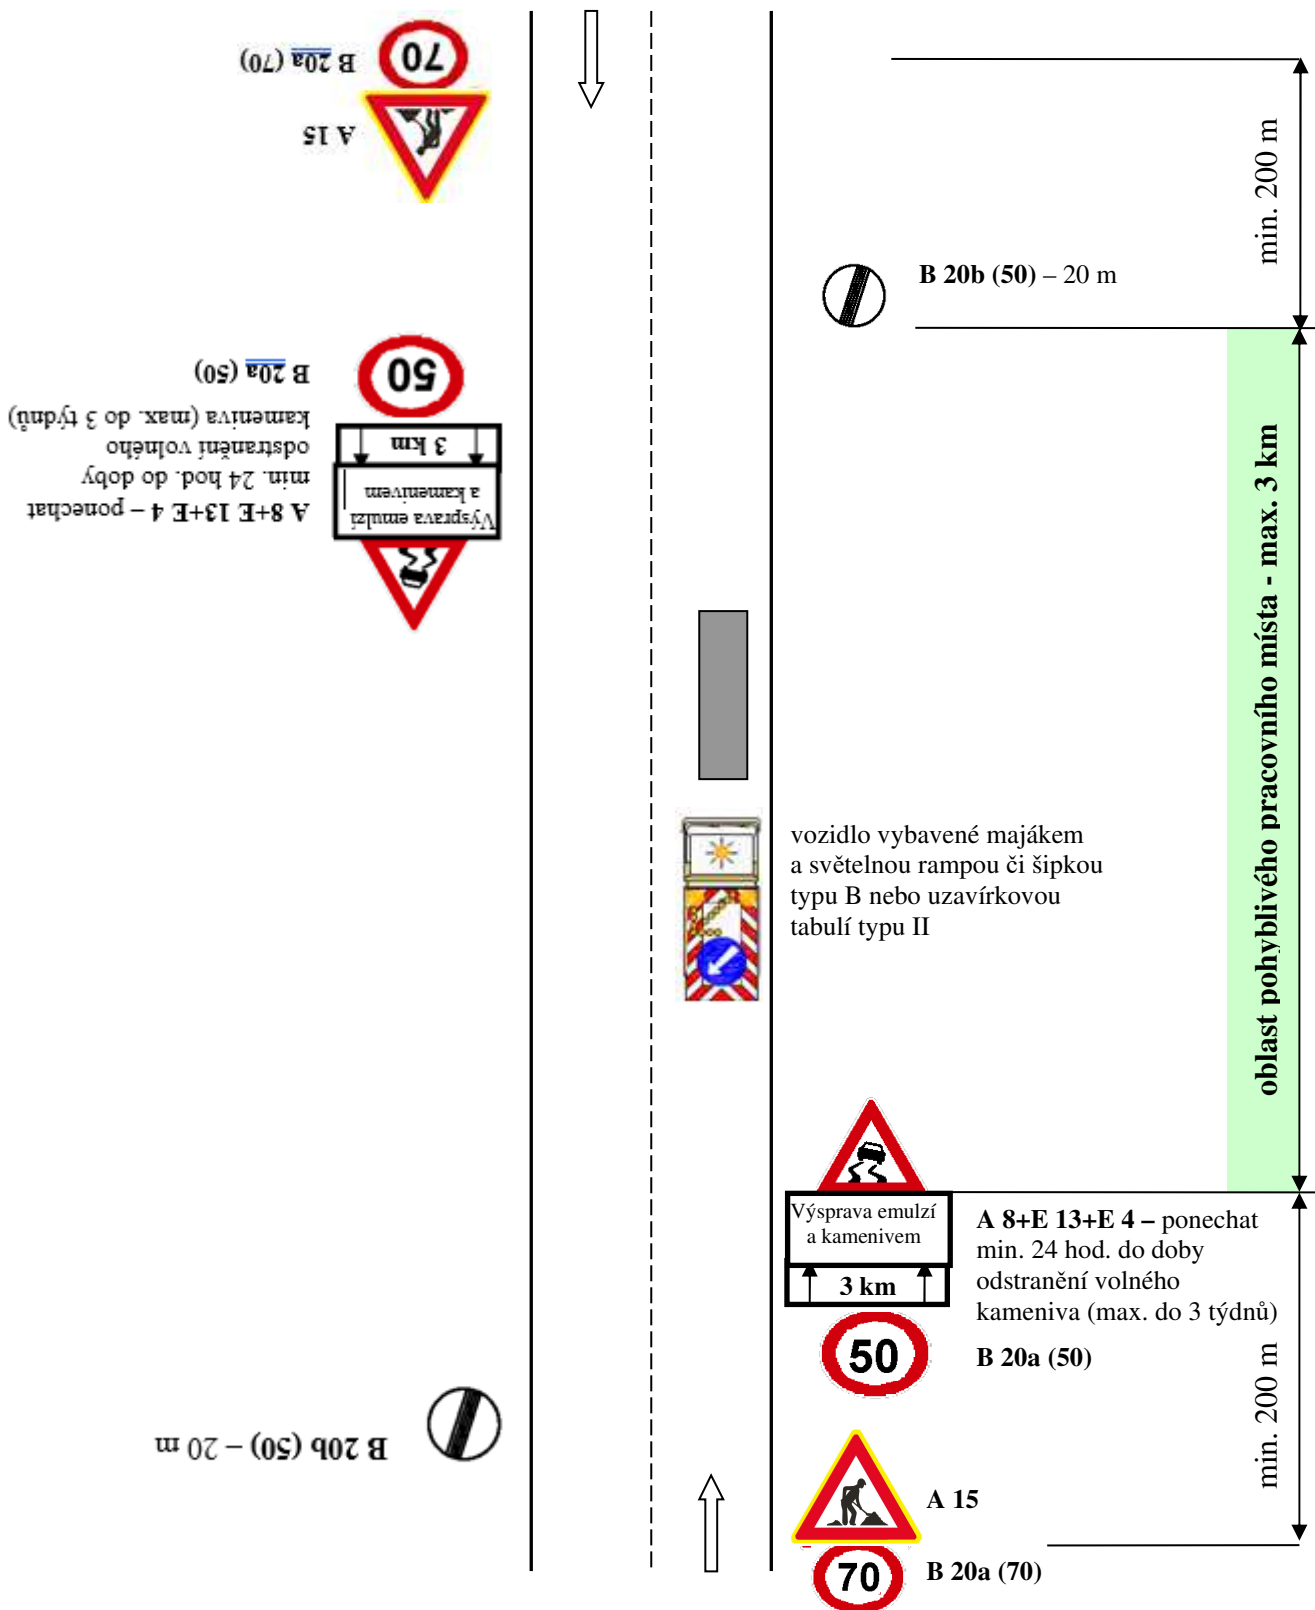 B 20a (70)
70
A 15
min. 200 m
B 20b (50) – 20 m
B 20a (50)
50
A 8+E 13+E 4 – ponechat
min. 24 hod. do doby
odstranění volného
kameniva (max. do 3 týdnů)
Výsprava emulzí
a kamenivem
3 km
oblast pohyblivého pracovního místa - max. 3 km
vozidlo vybavené majákem
a světelnou rampou či šipkou
typu B nebo uzavírkovou
tabulí typu II
Výsprava emulzí
a kamenivem
3 km
A 8+E 13+E 4 – ponechat
min. 24 hod. do doby
odstranění volného
kameniva (max. do 3 týdnů)
50
B 20a (50)
min. 200 m
B 20b (50) – 20 m
A 15
70
B 20a (70)